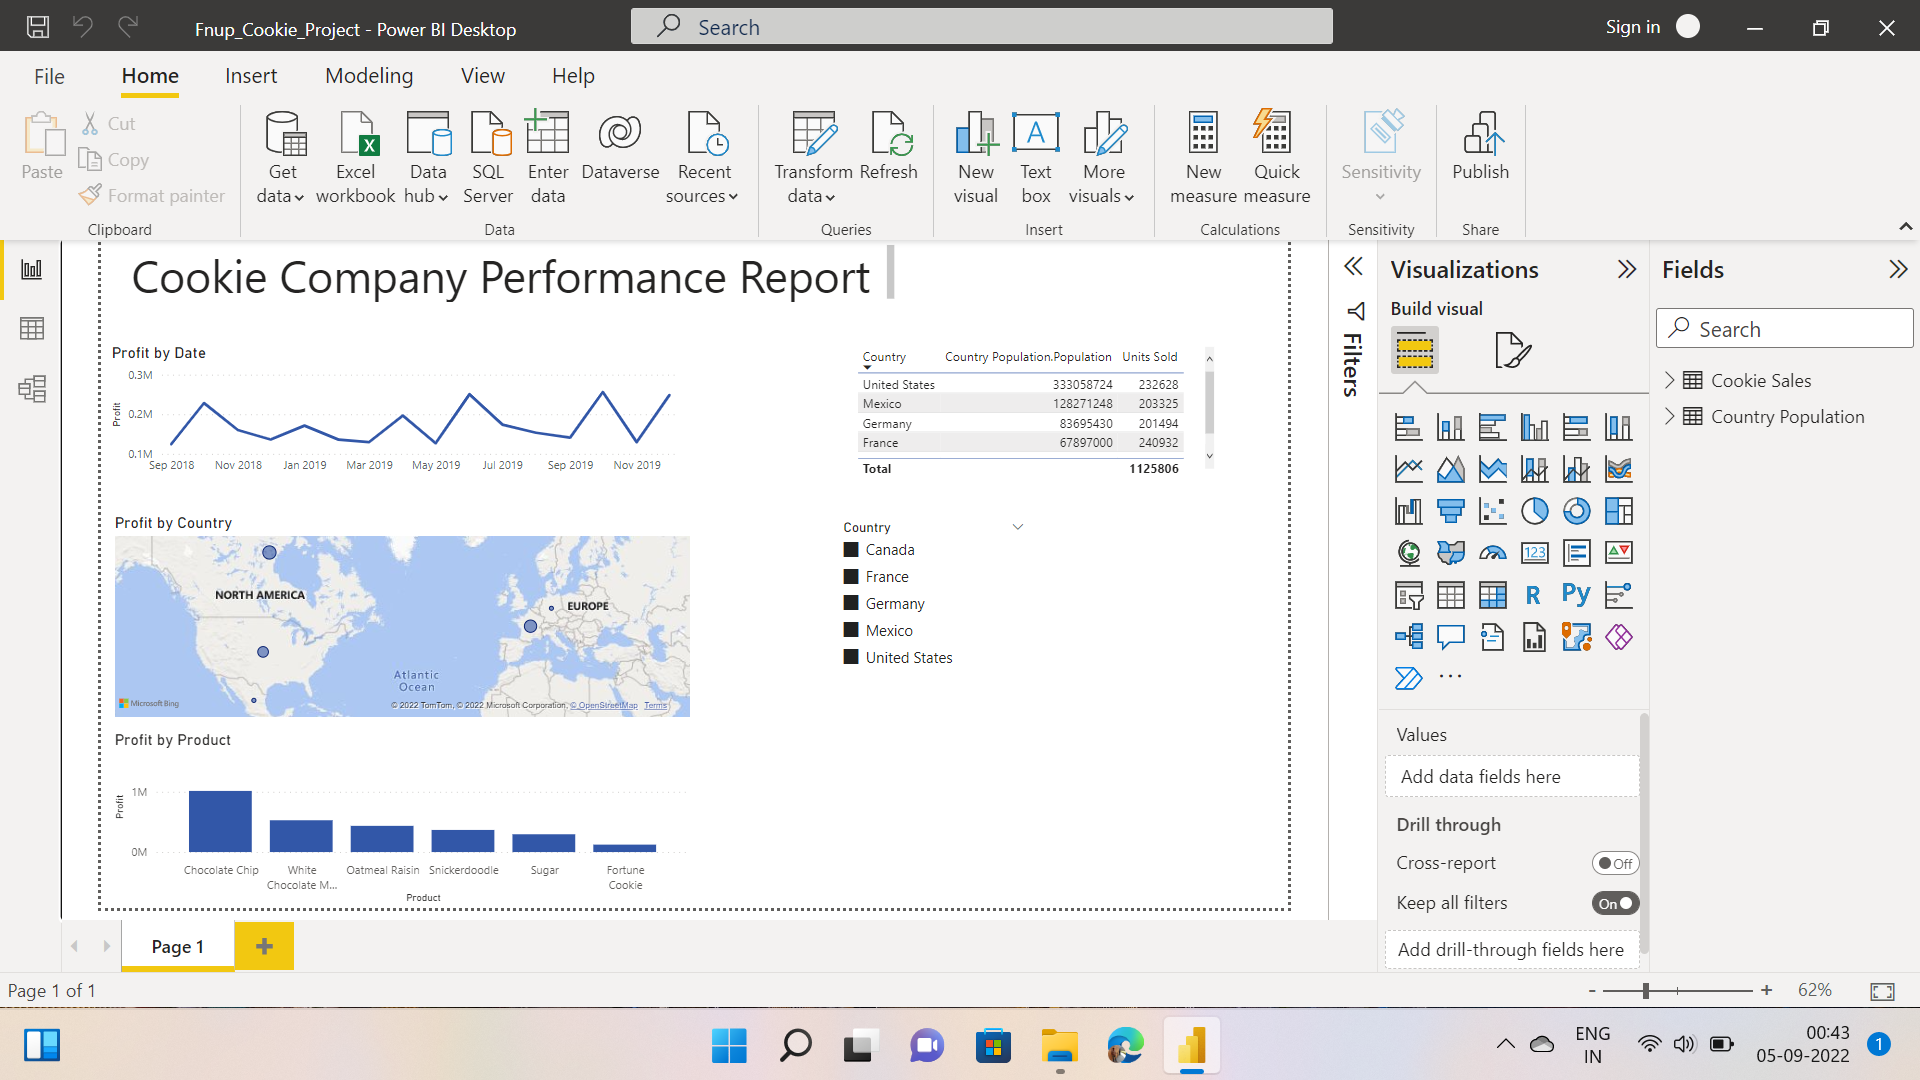 Fnup_Cookie_Project - Power BI Desktop
Search
Sign in
File Home Insert Modeling View Help
Paste
Cut
Copy
Format painter
Get data
Excel workbook
Data hub
SQL Server
Enter data
Dataverse
Recent sources
Transform data
Refresh
New visual
Text box
A
More visuals
New measure
Quick measure
Sensitivity
Publish
Clipboard Data Queries Insert Calculations Sensitivity Share
Cookie Company Performance Report
Profit by Date
Profit
0.3M
0.2M
0.1M
Sep 2018 Nov 2018 Jan 2019 Mar 2019 May 2019 Jul 2019 Sep 2019 Nov 2019
Country Country Population.Population Units Sold
United States 333058724 232628
Mexico 128271248 203325
Germany 83695430 201494
France 67897000 240932
Total 1125806
Profit by Country
NORTH AMERICA
EUROPE
Atlantic
Ocean
Microsoft Bing
© 2022 TomTom, © 2022 Microsoft Corporation, © OpenStreetMap Terms
Country
Canada
France
Germany
Mexico
United States
Profit by Product
Profit
1M
0M
Chocolate Chip
White
Chocolate M...
Oatmeal Raisin
Snickerdoodle
Sugar
Fortune
Cookie
Product
Filters
Visualizations
Build visual
123
R
Py
...
Values
Add data fields here
Drill through
Cross-report Off
Keep all filters On
Add drill-through fields here
Fields
Search
Cookie Sales
Country Population
Page 1
Page 1 of 1
- + 62%
ENG
IN
00:43
05-09-2022
1